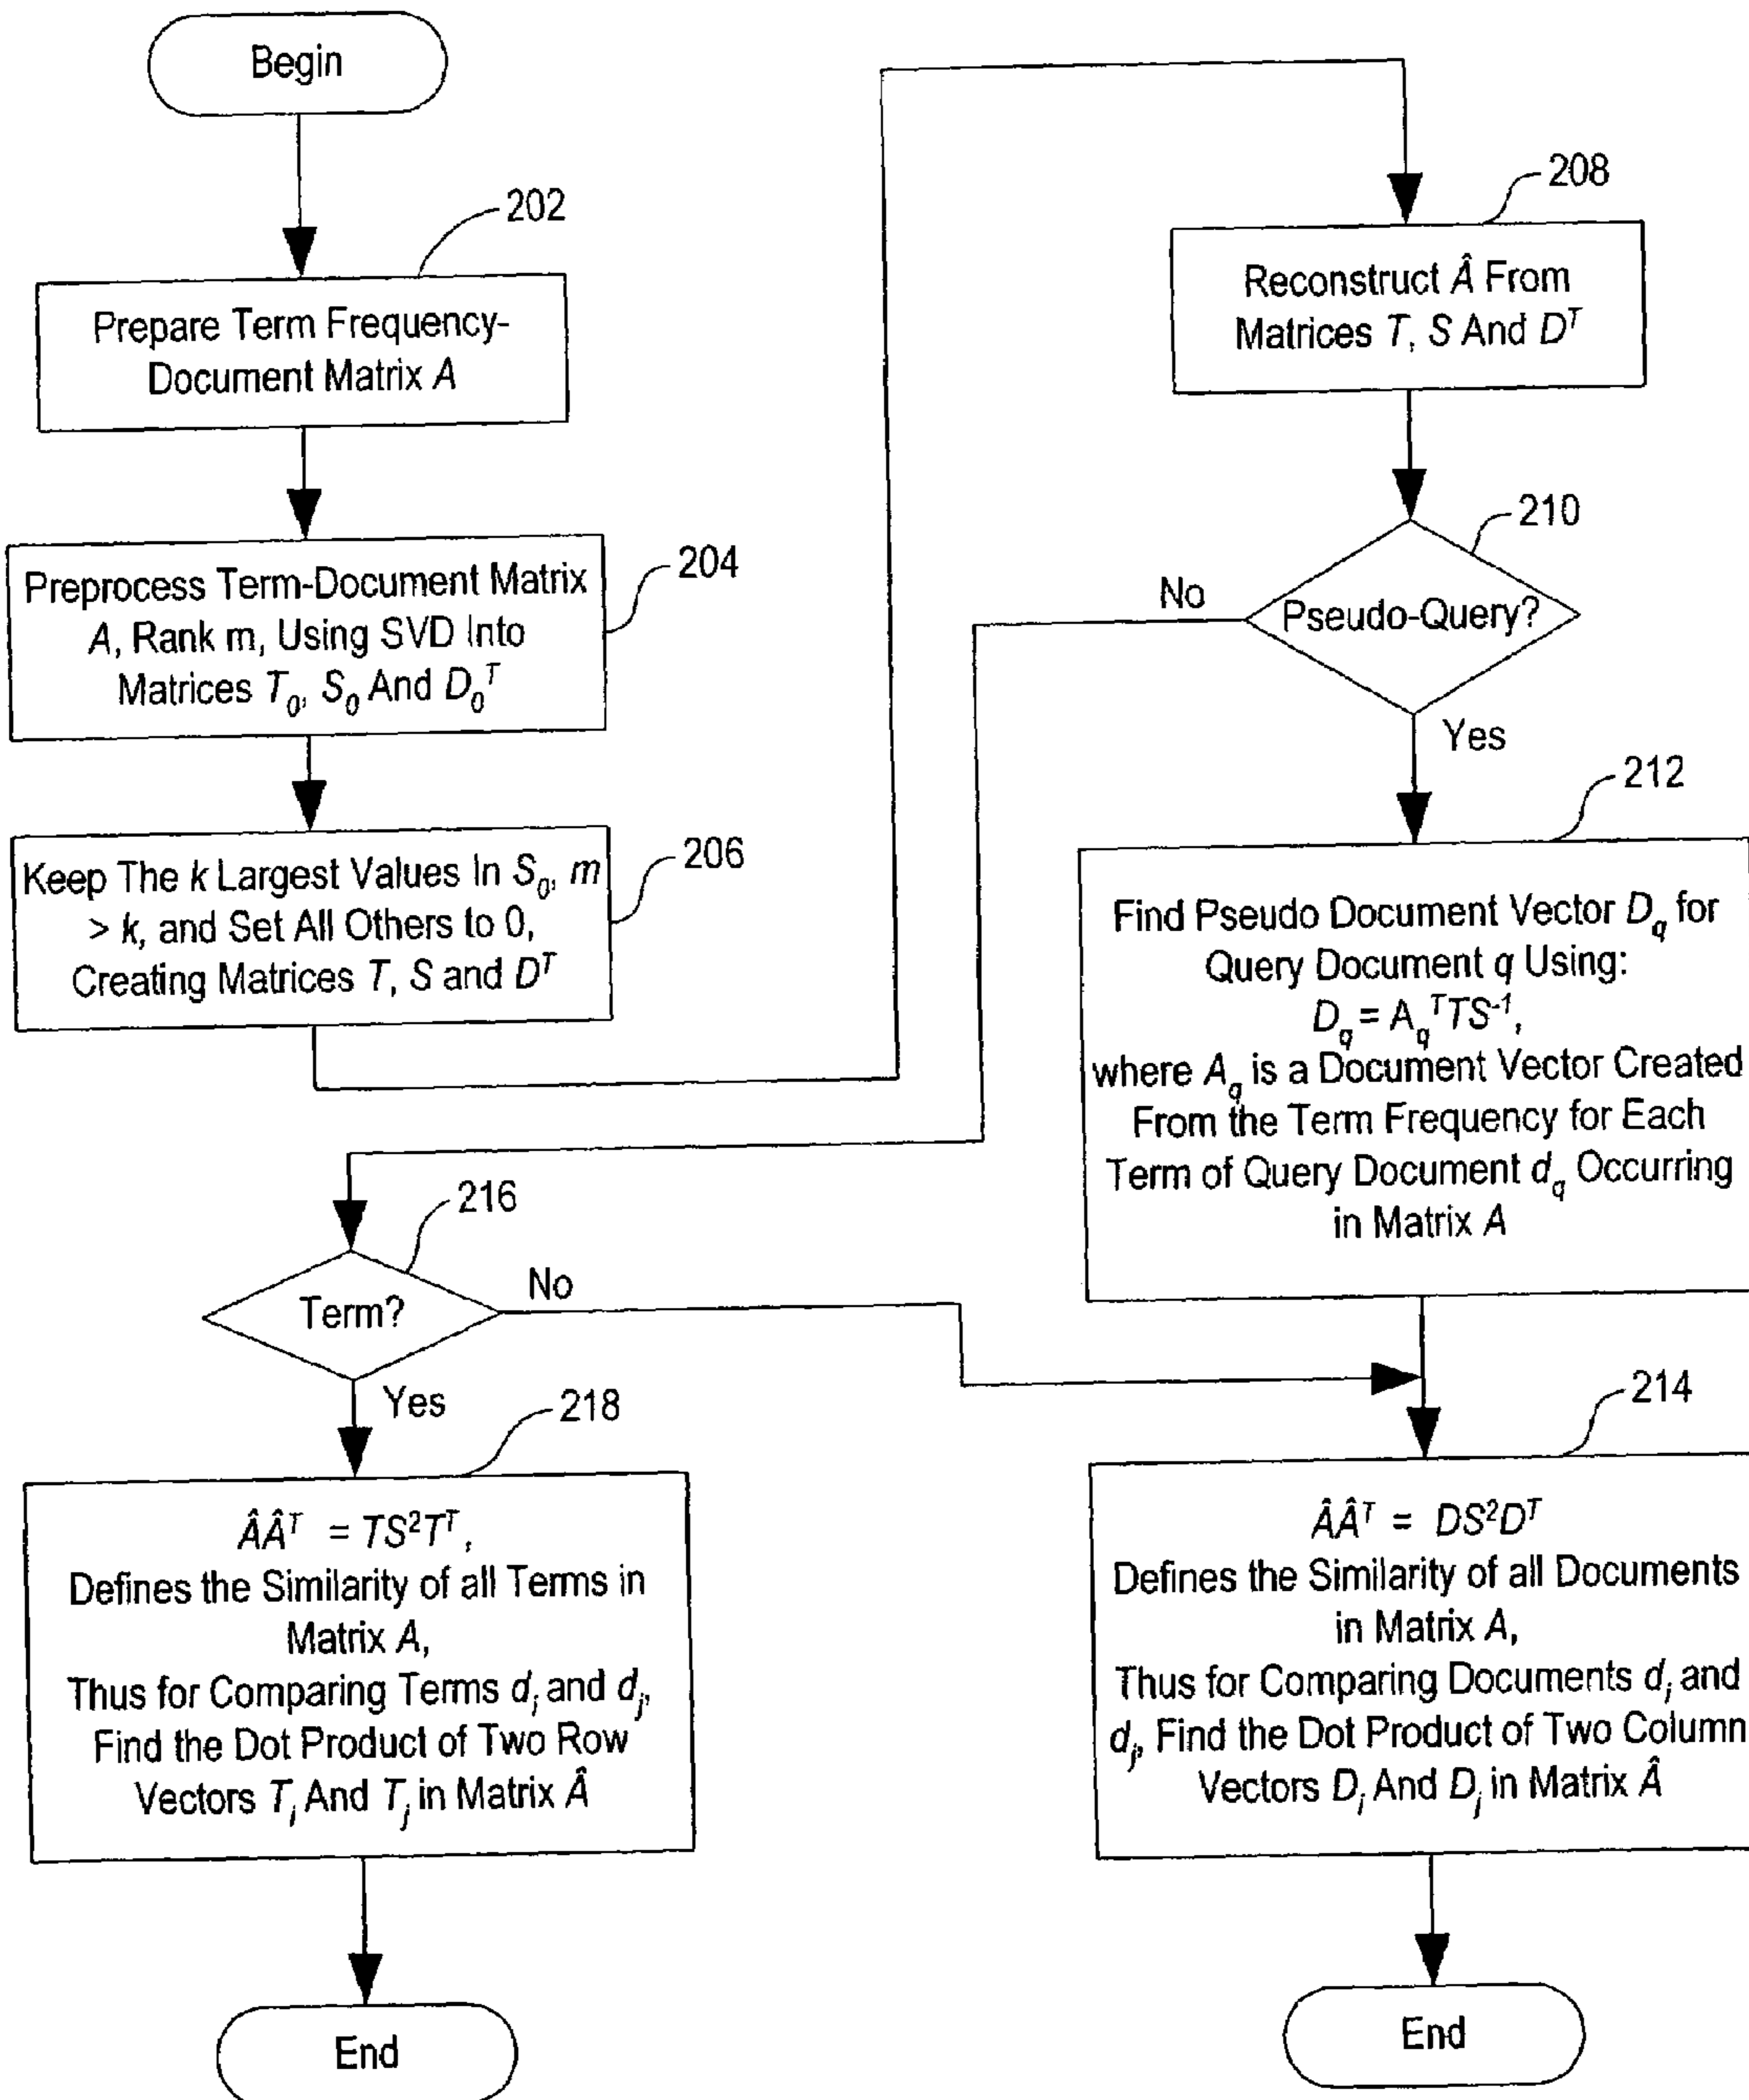 Begin
202
Prepare Term Frequency-
Document Matrix A
204
Preprocess Term-Document Matrix
A, Rank m, Using SVD Into
Matrices T₀, S₀ And D₀ᵀ
206
Keep The k Largest Values In S₀, m
> k, and Set All Others to 0,
Creating Matrices T, S and Dᵀ
208
Reconstruct Â From
Matrices T, S And Dᵀ
210
Pseudo-Query?
No
Yes
212
Find Pseudo Document Vector D_q for
Query Document q Using:
D_q = A_qᵀTS⁻¹,
where A_q is a Document Vector Created
From the Term Frequency for Each
Term of Query Document d_q Occurring
in Matrix A
216
Term?
No
Yes
218
ÂÂᵀ = TS²Tᵀ,
Defines the Similarity of all Terms in
Matrix A,
Thus for Comparing Terms dᵢ and dⱼ,
Find the Dot Product of Two Row
Vectors Tᵢ And Tⱼ in Matrix Â
End
214
ÂÂᵀ = DS²Dᵀ
Defines the Similarity of all Documents
in Matrix A,
Thus for Comparing Documents dᵢ and
dⱼ, Find the Dot Product of Two Column
Vectors Dᵢ And Dⱼ in Matrix Â
End